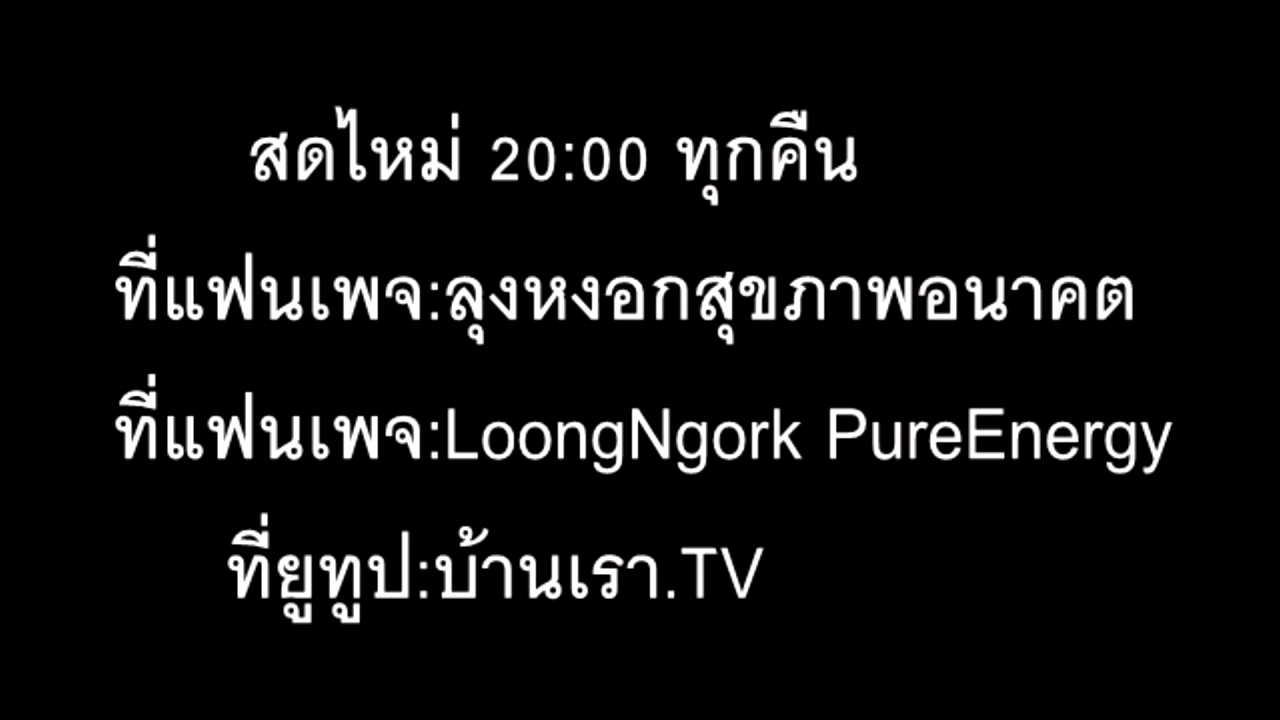 สดใหม่ 20:00 ทุกคืน
ที่แฟนเพจ:ลุงหงอกสุขภาพอนาคต
ที่แฟนเพจ:LoongNgork PureEnergy
ที่ยูทูป:บ้านเรา.TV